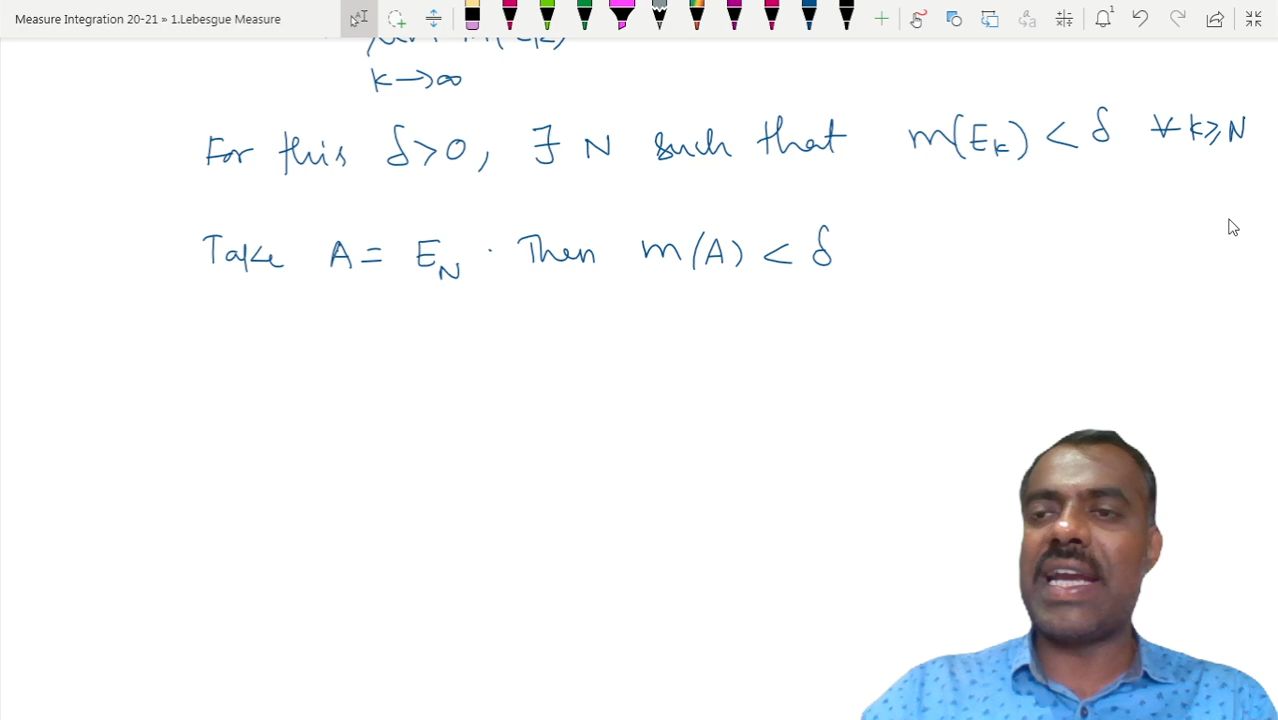 Measure Integration 20-21 » 1.Lebesgue Measure
k→∞
For this δ>0, ∃ N such that m(E_k) < δ ∀ k≥N
Take A = E_N . Then m(A) < δ